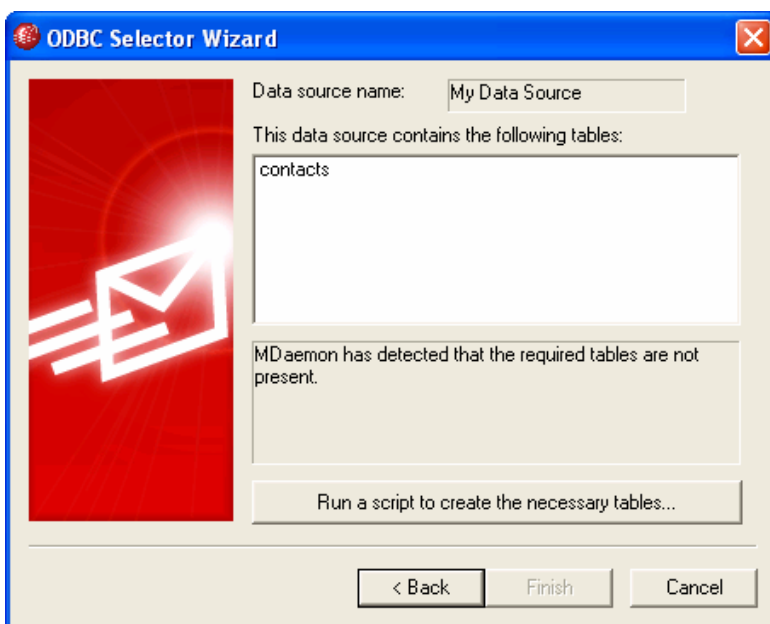 ODBC Selector Wizard
Data source name: My Data Source
This data source contains the following tables:
contacts
MDaemon has detected that the required tables are not
present.
Run a script to create the necessary tables...
< Back Finish Cancel